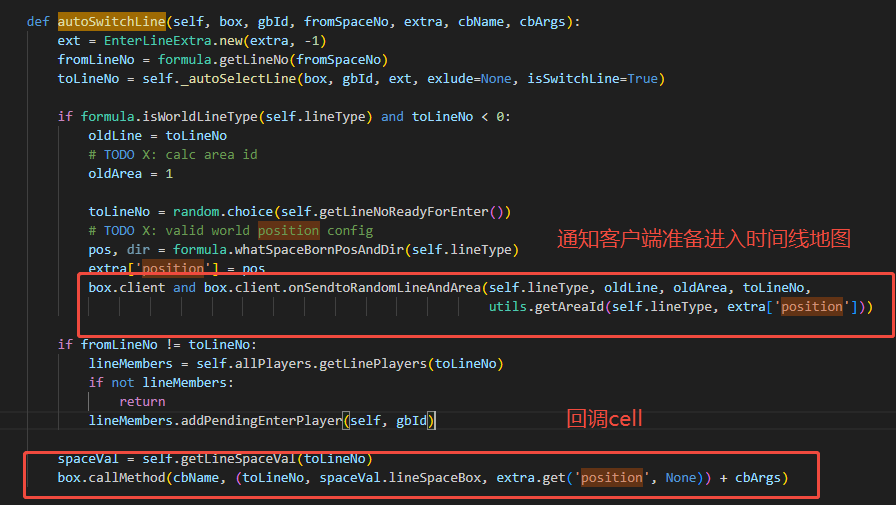 def autoSwitchLine(self, box, gbId, fromSpaceNo, extra, cbName, cbArgs):
ext = EnterLineExtra.new(extra, -1)
fromLineNo = formula.getLineNo(fromSpaceNo)
toLineNo = self._autoSelectLine(box, gbId, ext, exlude=None, isSwitchLine=True)
if formula.isWorldLineType(self.lineType) and toLineNo < 0:
oldLine = toLineNo
# TODO X: calc area id
oldArea = 1
toLineNo = random.choice(self.getLineNoReadyForEnter())
# TODO X: valid world position config
pos, dir = formula.whatSpaceBornPosAndDir(self.lineType)
通知客户端准备进入时间线地图
extra['position'] = pos
box.client and box.client.onSendtoRandomLineAndArea(self.lineType, oldLine, oldArea, toLineNo,
utils.getAreaId(self.lineType, extra['position']))
if fromLineNo != toLineNo:
lineMembers = self.allPlayers.getLinePlayers(toLineNo)
if not lineMembers:
return
lineMembers.addPendingEnterPlayer(self, gbId)
回调cell
spaceVal = self.getLineSpaceVal(toLineNo)
box.callMethod(cbName, (toLineNo, spaceVal.lineSpaceBox, extra.get('position', None)) + cbArgs)